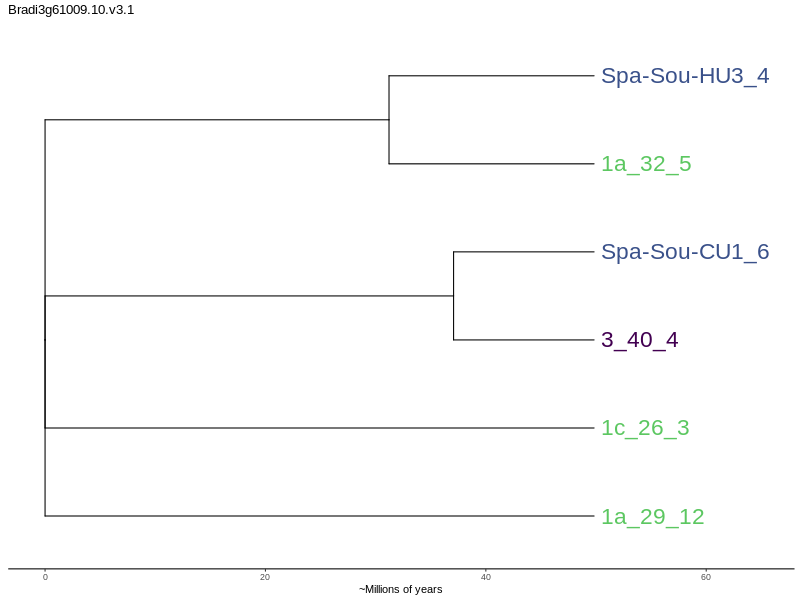 Bradi3g61009.10.v3.1
Spa-Sou-HU3_4
1a_32_5
Spa-Sou-CU1_6
3_40_4
1c_26_3
1a_29_12
0 20 40 60
~Millions of years